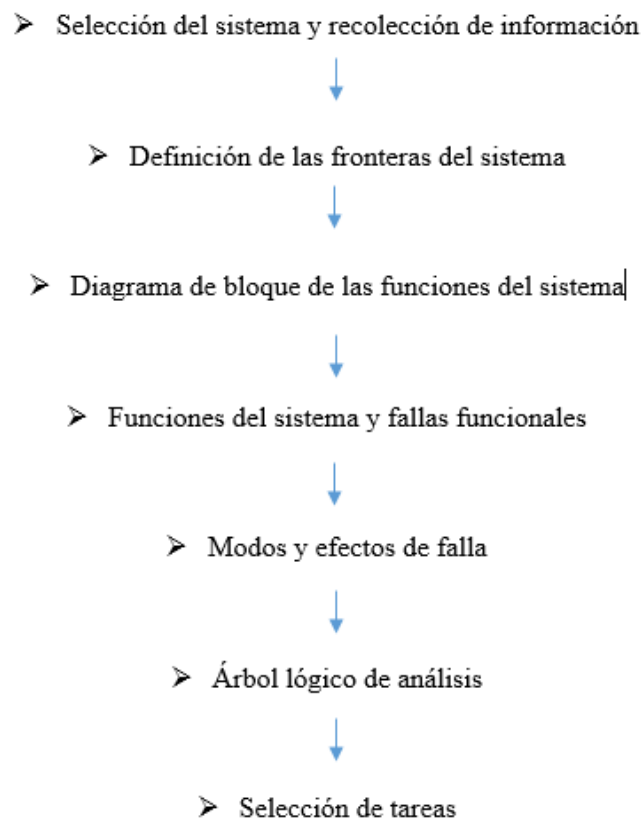 ➤ Selección del sistema y recolección de información
➤ Definición de las fronteras del sistema
➤ Diagrama de bloque de las funciones del sistema
➤ Funciones del sistema y fallas funcionales
➤ Modos y efectos de falla
➤ Árbol lógico de análisis
➤ Selección de tareas